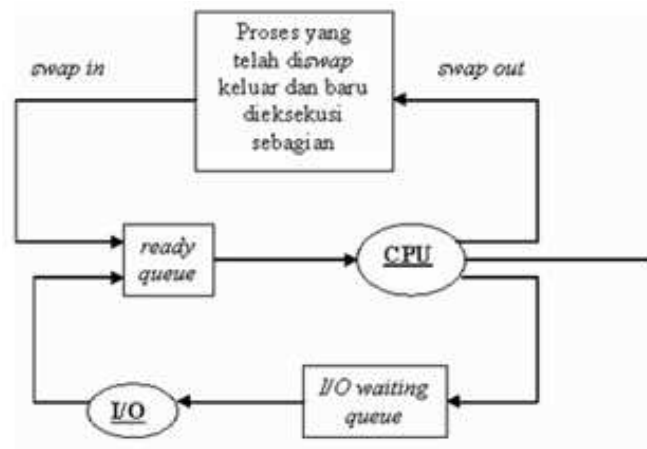 swap in
Proses yang
telah diswap
keluar dan baru
dieksekusi
sebagian
swap out
ready
queue
CPU
I/O
I/O waiting
queue